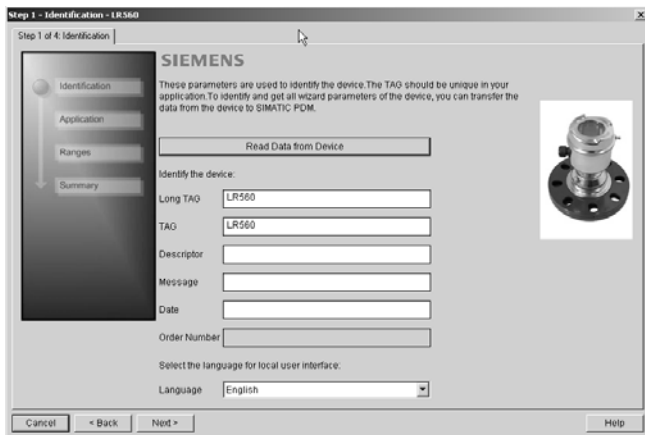 Step 1 - Identification - LR560
Step 1 of 4: Identification
SIEMENS
Identification
Application
Ranges
Summary
These parameters are used to identify the device.The TAG should be unique in your
application.To identify and get all wizard parameters of the device, you can transfer the
data from the device to SIMATIC PDM.
Read Data from Device
Identify the device:
Long TAG LR560
TAG LR560
Descriptor
Message
Date
Order Number
Select the language for local user interface:
Language English
Cancel < Back Next > Help